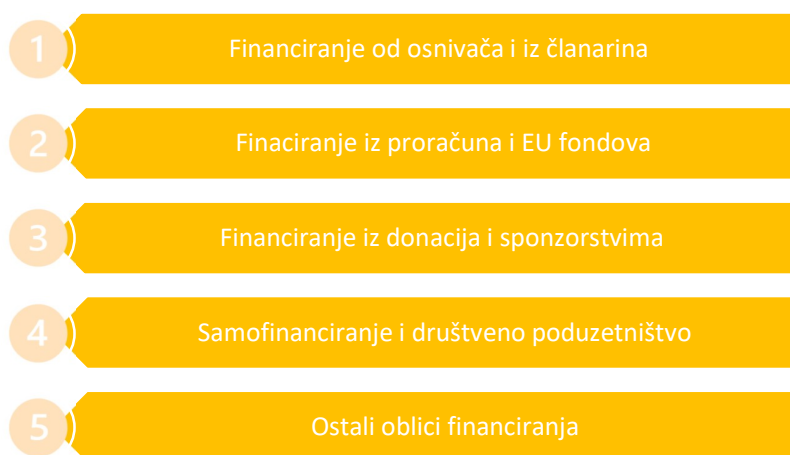 1 Financiranje od osnivača i iz članarina
2 Finaciranje iz proračuna i EU fondova
3 Financiranje iz donacija i sponzorstvima
4 Samofinanciranje i društveno poduzetništvo
5 Ostali oblici financiranja